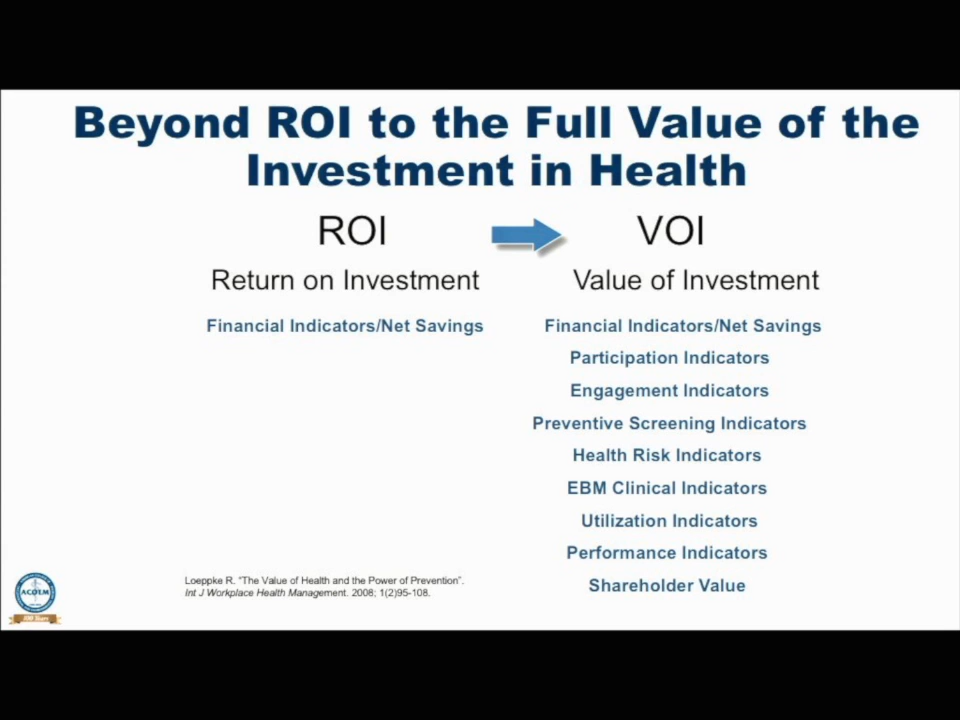 Beyond ROI to the Full Value of the
Investment in Health
ROI
VOI
Return on Investment
Value of Investment
Financial Indicators/Net Savings
Financial Indicators/Net Savings
Participation Indicators
Engagement Indicators
Preventive Screening Indicators
Health Risk Indicators
EBM Clinical Indicators
Utilization Indicators
Performance Indicators
Shareholder Value
Loeppke R. "The Value of Health and the Power of Prevention".
Int J Workplace Health Management. 2008; 1(2)95-108.
ACOEM
100 Years